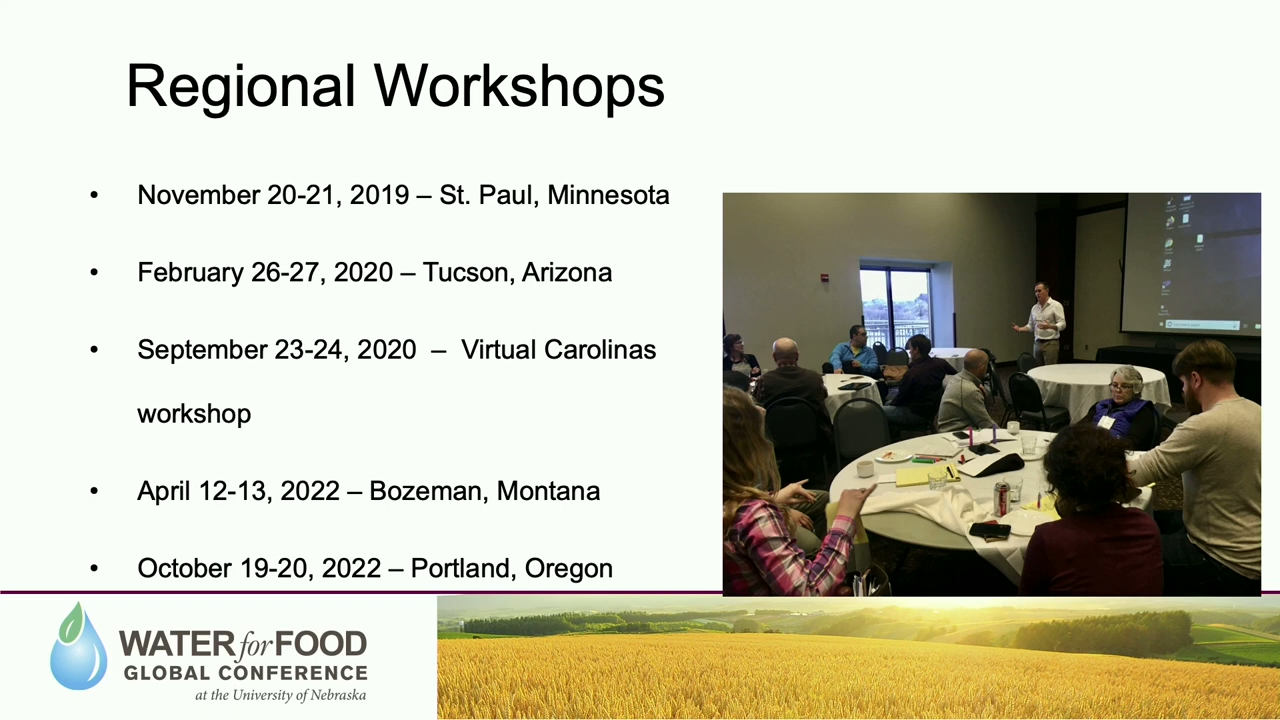 Regional Workshops
• November 20-21, 2019 – St. Paul, Minnesota
• February 26-27, 2020 – Tucson, Arizona
• September 23-24, 2020 – Virtual Carolinas
workshop
• April 12-13, 2022 – Bozeman, Montana
• October 19-20, 2022 – Portland, Oregon
WATER for FOOD
GLOBAL CONFERENCE
at the University of Nebraska